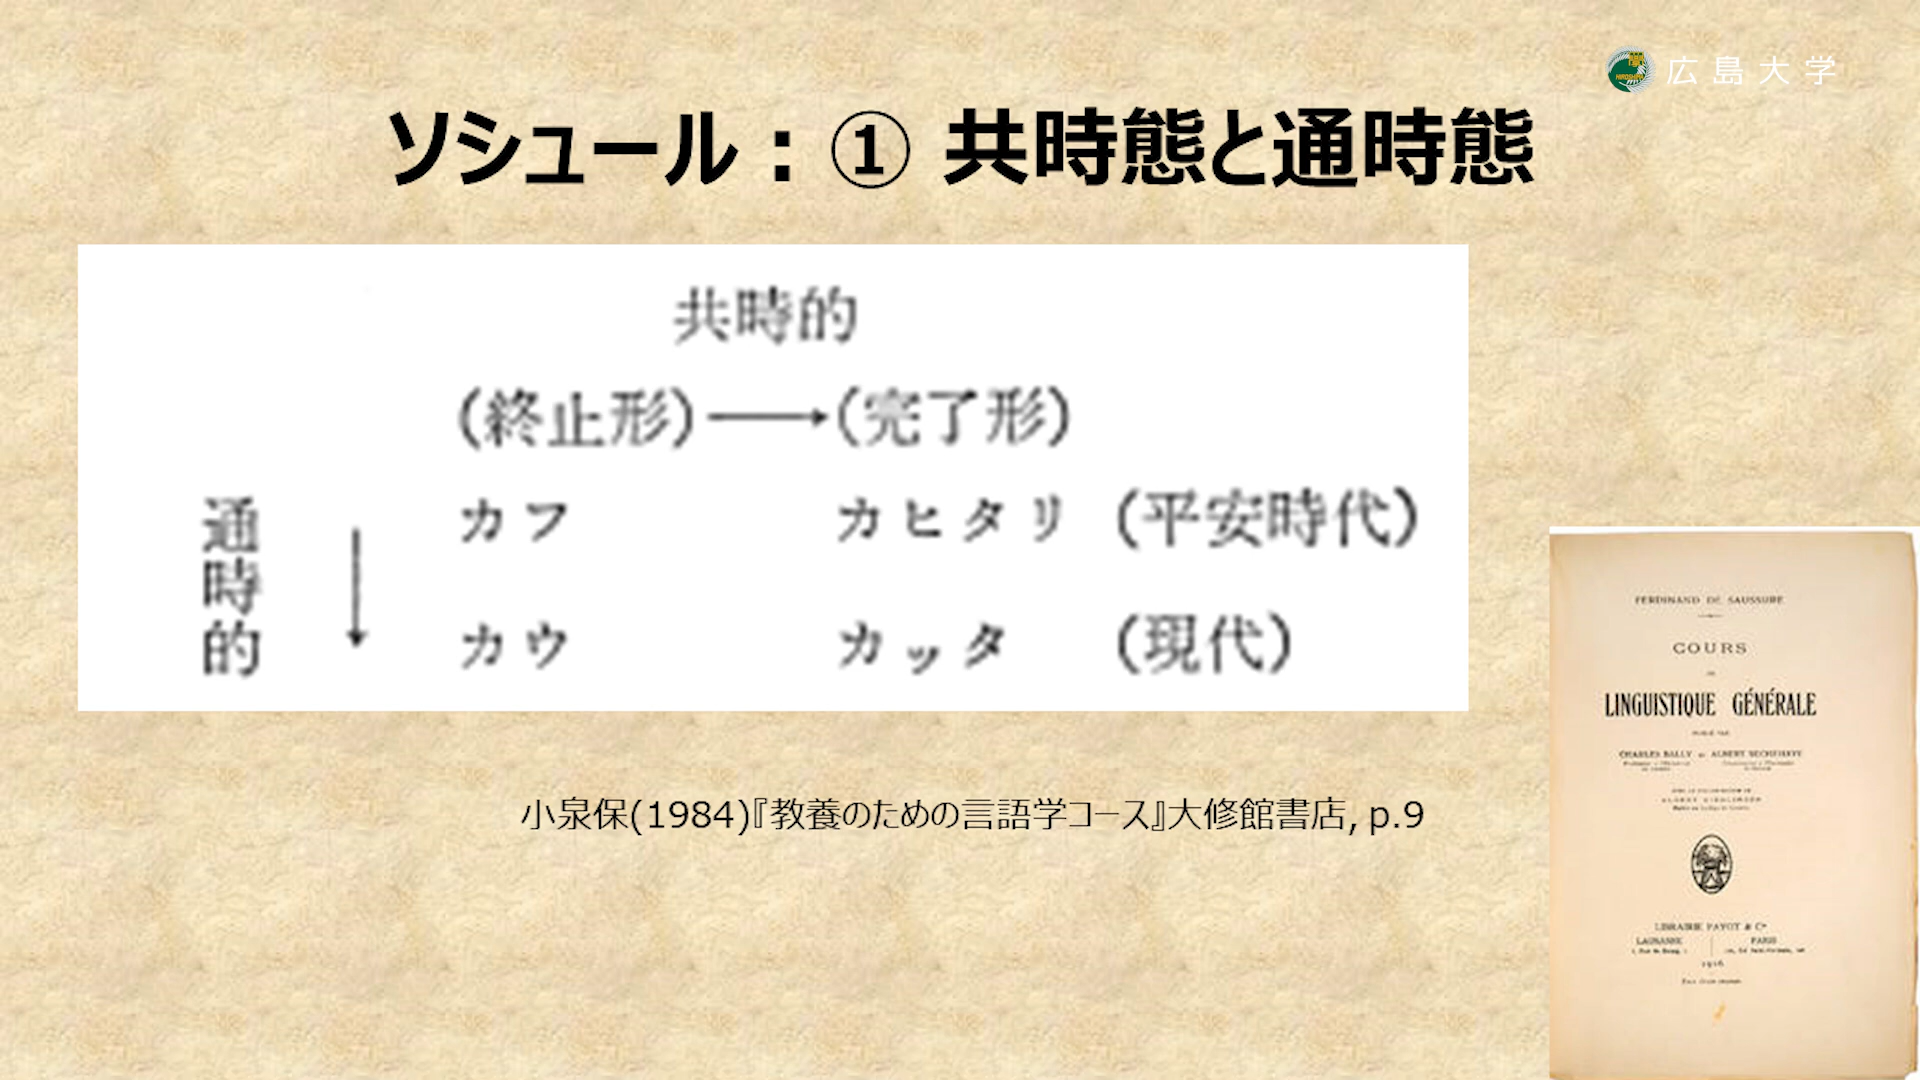 広島大学
ソシュール：① 共時態と通時態
共時的
(終止形)→(完了形)
通時的
カフ カヒタリ (平安時代)
カウ カッタ (現代)
小泉保(1984)『教養のための言語学コース』大修館書店, p.9
FERDINAND DE SAUSSURE
COURS
DE
LINGUISTIQUE GÉNÉRALE
CHARLES BALLY ALBERT SECHEHAYE
LIBRAIRIE PAYOT & Cie
LAUSANNE PARIS
1916